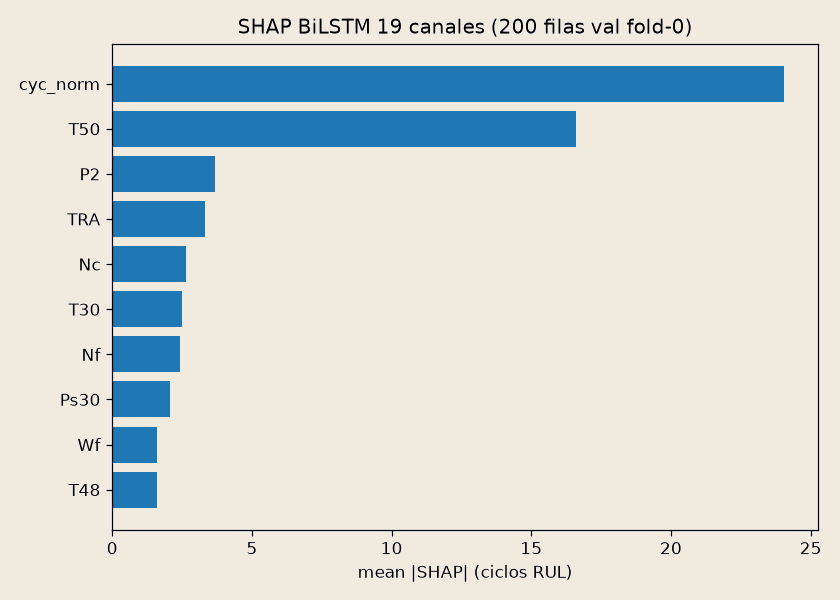 SHAP BiLSTM 19 canales (200 filas val fold-0)
cyc_norm
T50
P2
TRA
Nc
T30
Nf
Ps30
Wf
T48
0 5 10 15 20 25
mean |SHAP| (ciclos RUL)